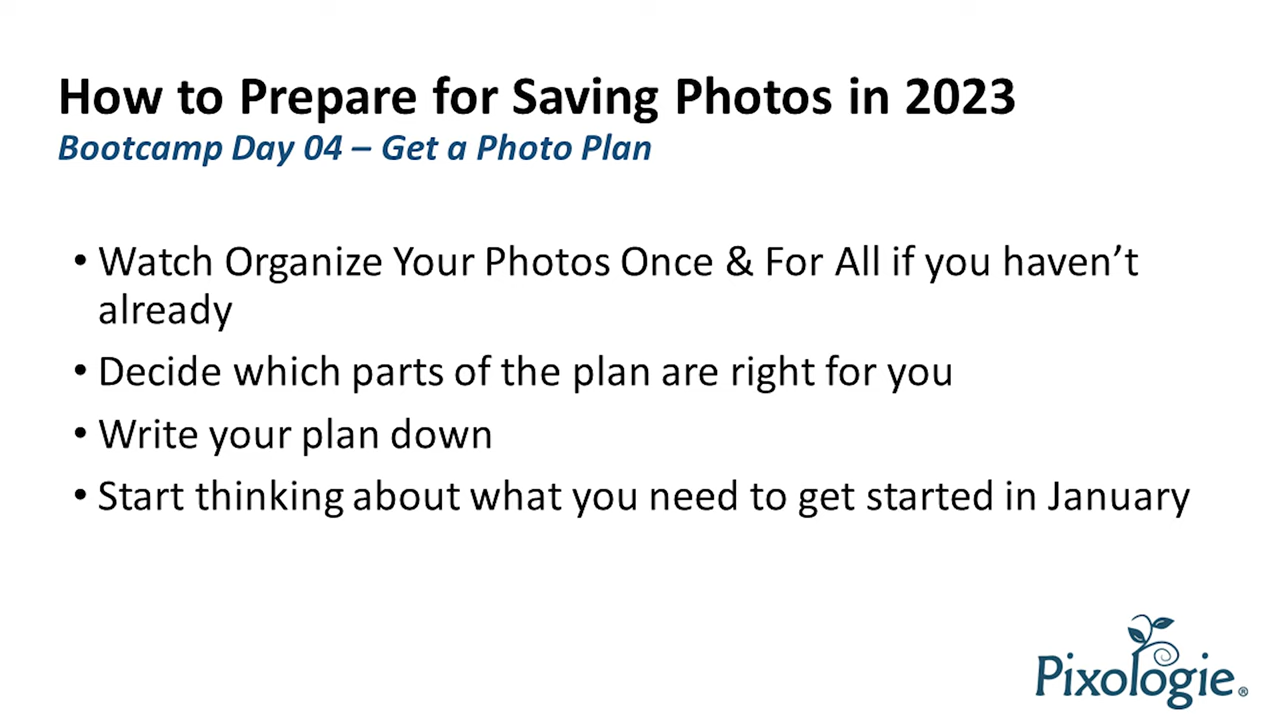 How to Prepare for Saving Photos in 2023
Bootcamp Day 04 – Get a Photo Plan
• Watch Organize Your Photos Once & For All if you haven’t
already
• Decide which parts of the plan are right for you
• Write your plan down
• Start thinking about what you need to get started in January
Pixologie®